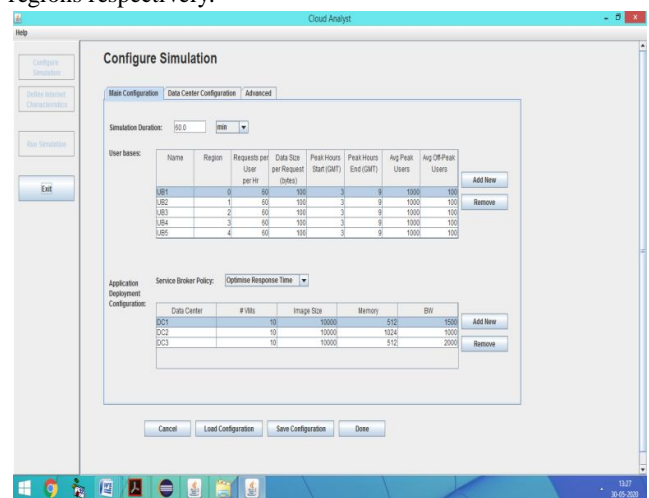 regions respectively.
Cloud Analyst
Help
Configure Simulation
Define Internet Characteristics
Run Simulation
Exit
Configure Simulation
Main Configuration Data Center Configuration Advanced
Simulation Duration: 60.0 min
User bases:
Name Region Requests per User per Hr Data Size per Request (bytes) Peak Hours Start (GMT) Peak Hours End (GMT) Avg Peak Users Avg Off-Peak Users
UB1 0 60 100 3 9 1000 100
UB2 1 60 100 3 9 1000 100
UB3 2 60 100 3 9 1000 100
UB4 3 60 100 3 9 1000 100
UB5 4 60 100 3 9 1000 100
Add New
Remove
Application Deployment Configuration:
Service Broker Policy: Optimise Response Time
Data Center # VMs Image Size Memory BW
DC1 10 10000 512 1500
DC2 10 10000 1024 1000
DC3 10 10000 512 2000
Add New
Remove
Cancel Load Configuration Save Configuration Done
13:27
30-05-2020